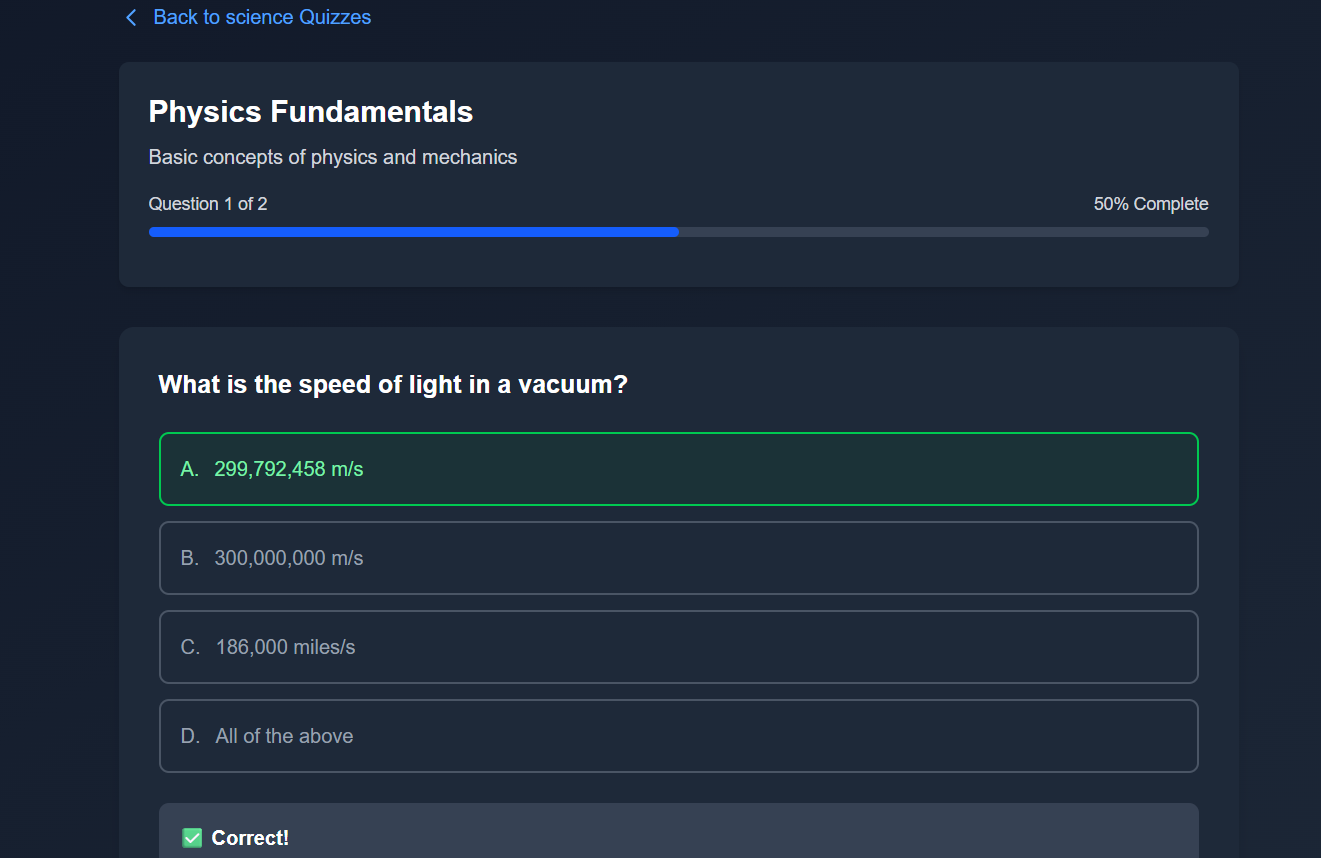 Back to science Quizzes
Physics Fundamentals
Basic concepts of physics and mechanics
Question 1 of 2
50% Complete
What is the speed of light in a vacuum?
A. 299,792,458 m/s
B. 300,000,000 m/s
C. 186,000 miles/s
D. All of the above
✅ Correct!